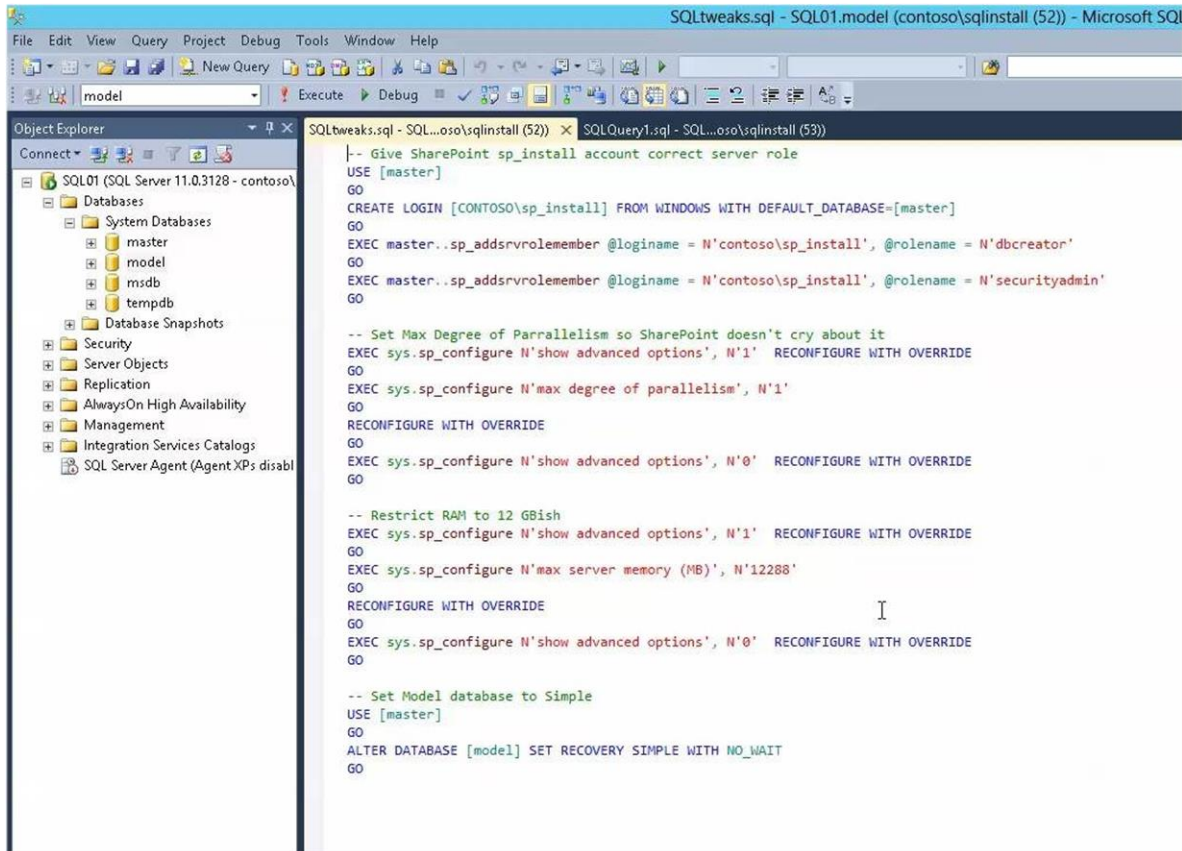 SQLtweaks.sql - SQL01.model (contoso\sqlinstall (52)) - Microsoft SQL
File Edit View Query Project Debug Tools Window Help
New Query
model Execute Debug
Object Explorer
SQLtweaks.sql - SQL...oso\sqlinstall (52)) SQLQuery1.sql - SQL...oso\sqlinstall (53))
Connect
SQL01 (SQL Server 11.0.3128 - contoso\
Databases
System Databases
master
model
msdb
tempdb
Database Snapshots
Security
Server Objects
Replication
AlwaysOn High Availability
Management
Integration Services Catalogs
SQL Server Agent (Agent XPs disabl
-- Give SharePoint sp_install account correct server role
USE [master]
GO
CREATE LOGIN [CONTOSO\sp_install] FROM WINDOWS WITH DEFAULT_DATABASE=[master]
GO
EXEC master..sp_addsrvrolemember @loginame = N'contoso\sp_install', @rolename = N'dbcreator'
GO
EXEC master..sp_addsrvrolemember @loginame = N'contoso\sp_install', @rolename = N'securityadmin'
GO
-- Set Max Degree of Parrallelism so SharePoint doesn't cry about it
EXEC sys.sp_configure N'show advanced options', N'1' RECONFIGURE WITH OVERRIDE
GO
EXEC sys.sp_configure N'max degree of parallelism', N'1'
GO
RECONFIGURE WITH OVERRIDE
GO
EXEC sys.sp_configure N'show advanced options', N'0' RECONFIGURE WITH OVERRIDE
GO
-- Restrict RAM to 12 GBish
EXEC sys.sp_configure N'show advanced options', N'1' RECONFIGURE WITH OVERRIDE
GO
EXEC sys.sp_configure N'max server memory (MB)', N'12288'
GO
RECONFIGURE WITH OVERRIDE
GO
EXEC sys.sp_configure N'show advanced options', N'0' RECONFIGURE WITH OVERRIDE
GO
-- Set Model database to Simple
USE [master]
GO
ALTER DATABASE [model] SET RECOVERY SIMPLE WITH NO_WAIT
GO